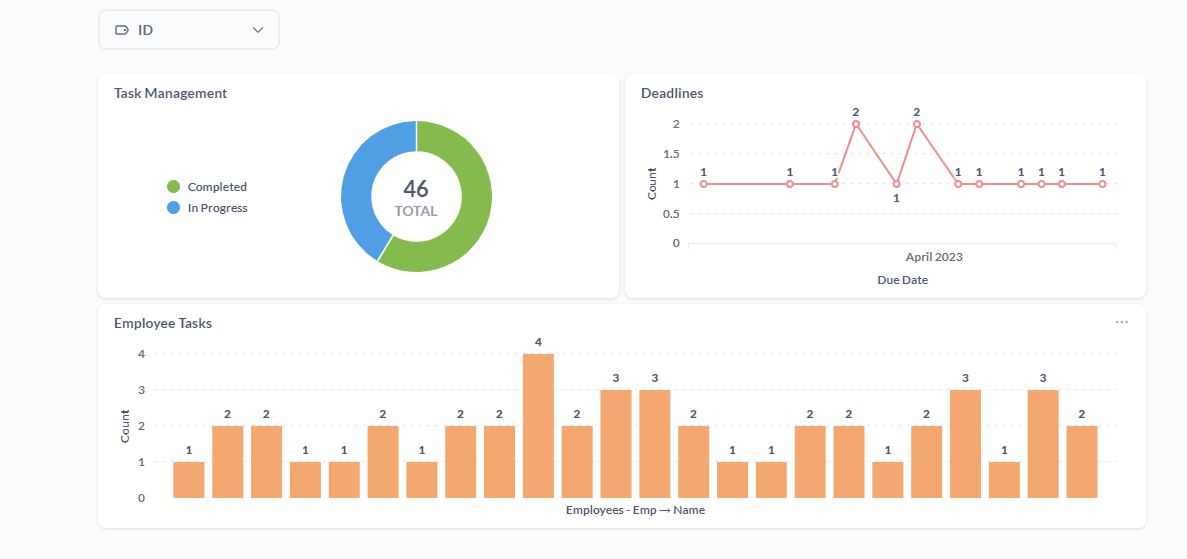 ID
Task Management
Completed
In Progress
46
TOTAL
Deadlines
Count
2
1.5
1
0.5
0
1 1 1 2 1 2 1 1 1 1 1 1
April 2023
Due Date
Employee Tasks
Count
4
3
2
1
0
1 2 2 1 1 2 1 2 2 4 2 3 3 2 1 1 2 2 1 2 3 1 3 2
Employees - Emp → Name